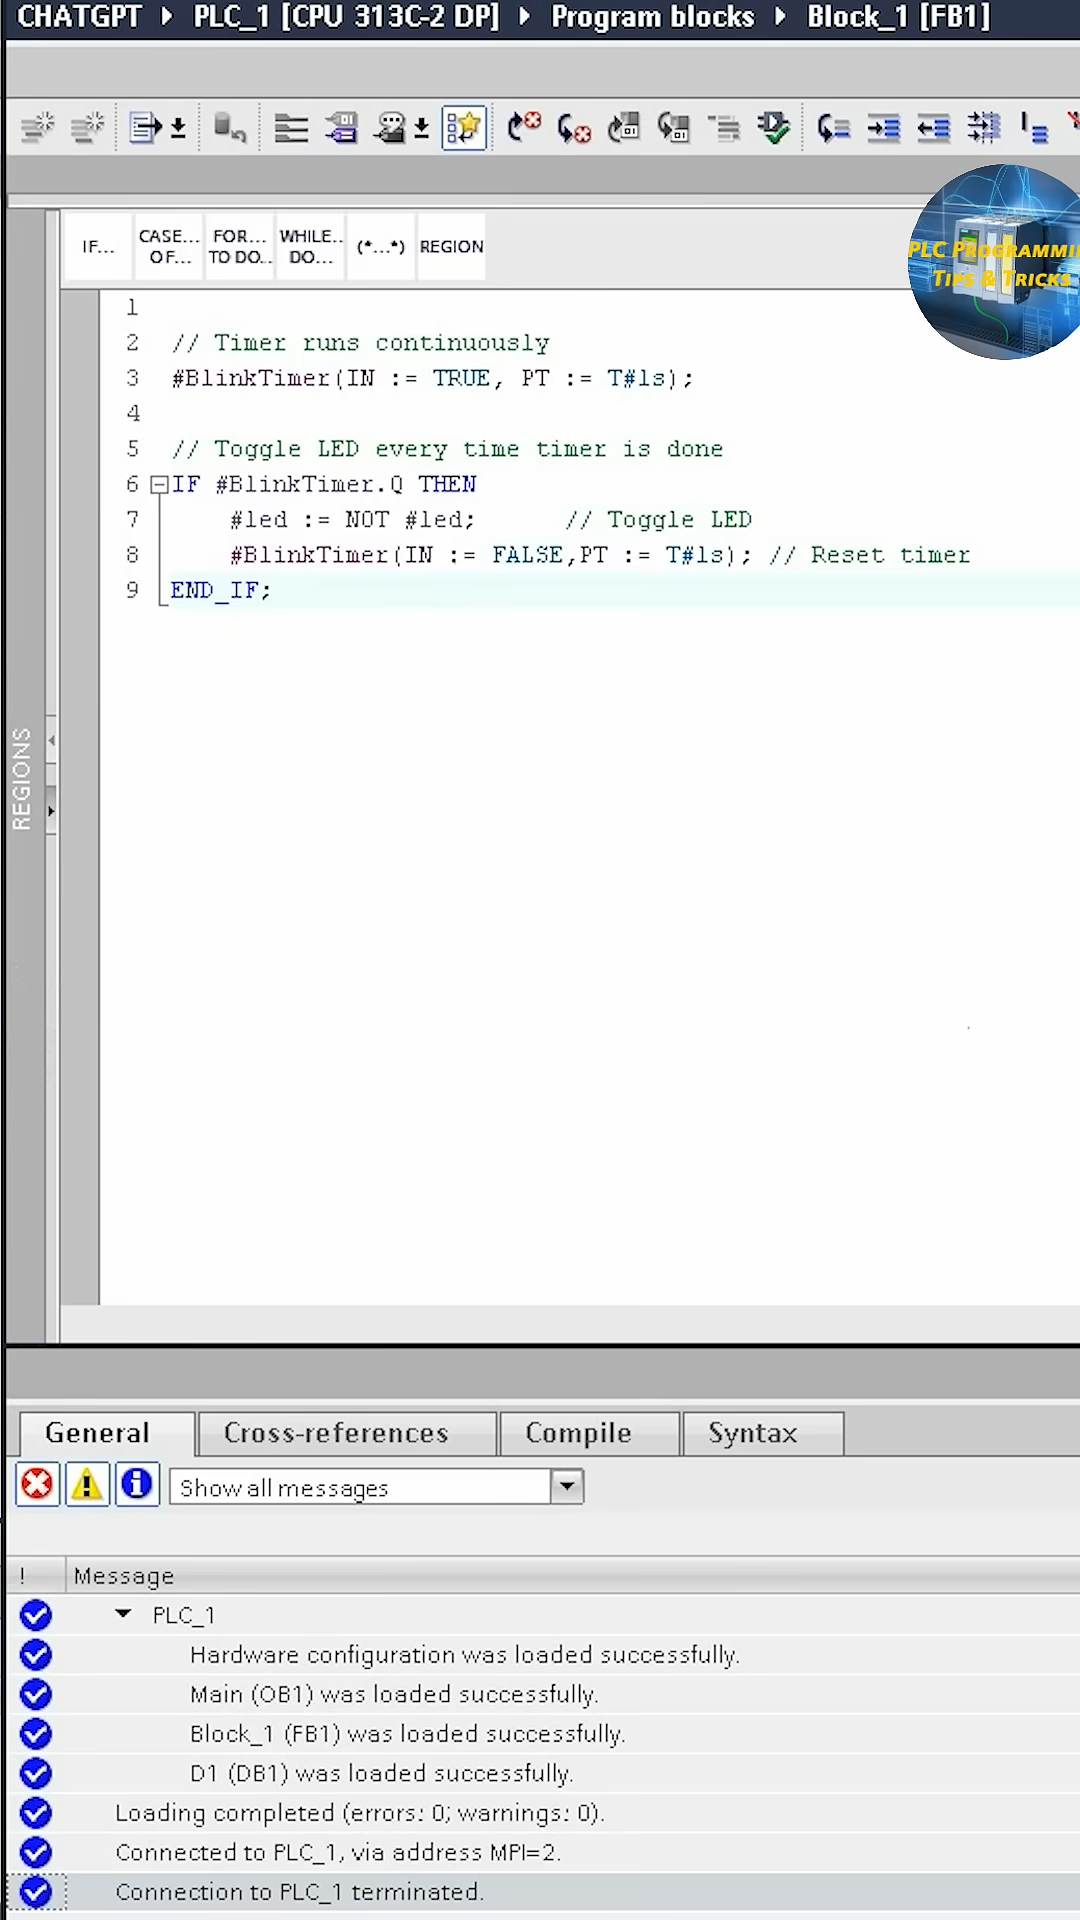 CHATGPT ▸ PLC_1 [CPU 313C-2 DP] ▸ Program blocks ▸ Block_1 [FB1]
PLC PROGRAMMI
TIPS & TRICKS
IF... CASE... OF... FOR... TO DO... WHILE.. DO... (*...*) REGION
1
2 // Timer runs continuously
3 #BlinkTimer(IN := TRUE, PT := T#1s);
4
5 // Toggle LED every time timer is done
6 IF #BlinkTimer.Q THEN
7 #led := NOT #led; // Toggle LED
8 #BlinkTimer(IN := FALSE,PT := T#1s); // Reset timer
9 END_IF;
REGIONS
General Cross-references Compile Syntax
Show all messages
! Message
PLC_1
Hardware configuration was loaded successfully.
Main (OB1) was loaded successfully.
Block_1 (FB1) was loaded successfully.
D1 (DB1) was loaded successfully.
Loading completed (errors: 0; warnings: 0).
Connected to PLC_1, via address MPI=2.
Connection to PLC_1 terminated.